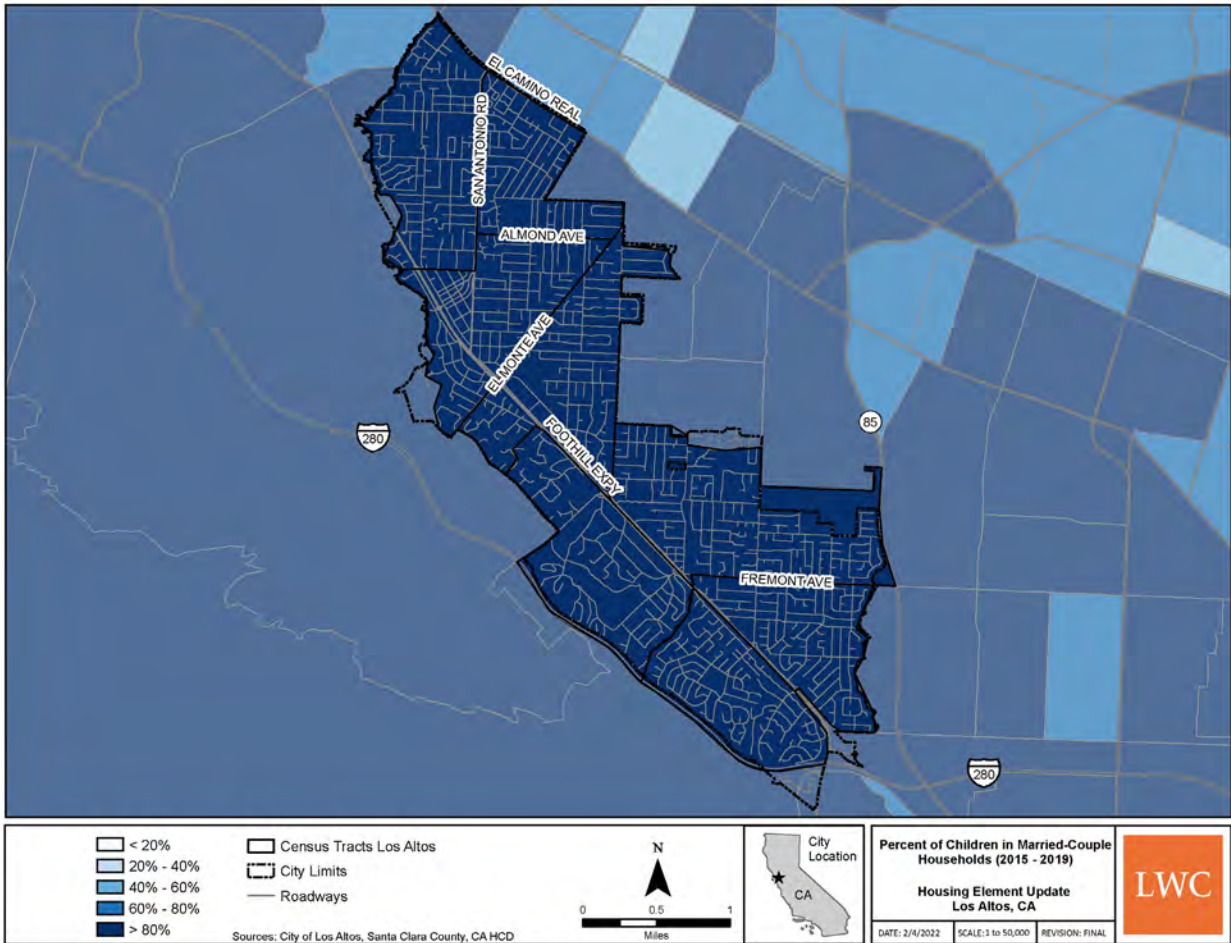 EL CAMINO REAL
SAN ANTONIO RD
ALMOND AVE
EL MONTE AVE
FOOTHILL EXPY
280
85
FREMONT AVE
280
< 20%
20% - 40%
40% - 60%
60% - 80%
> 80%
Census Tracts Los Altos
City Limits
Roadways
Sources: City of Los Altos, Santa Clara County, CA HCD
N
0 0.5 1
Miles
City
Location
CA
Percent of Children in Married-Couple
Households (2015 - 2019)
Housing Element Update
Los Altos, CA
DATE: 2/4/2022 SCALE:1 to 50,000 REVISION: FINAL
LWC